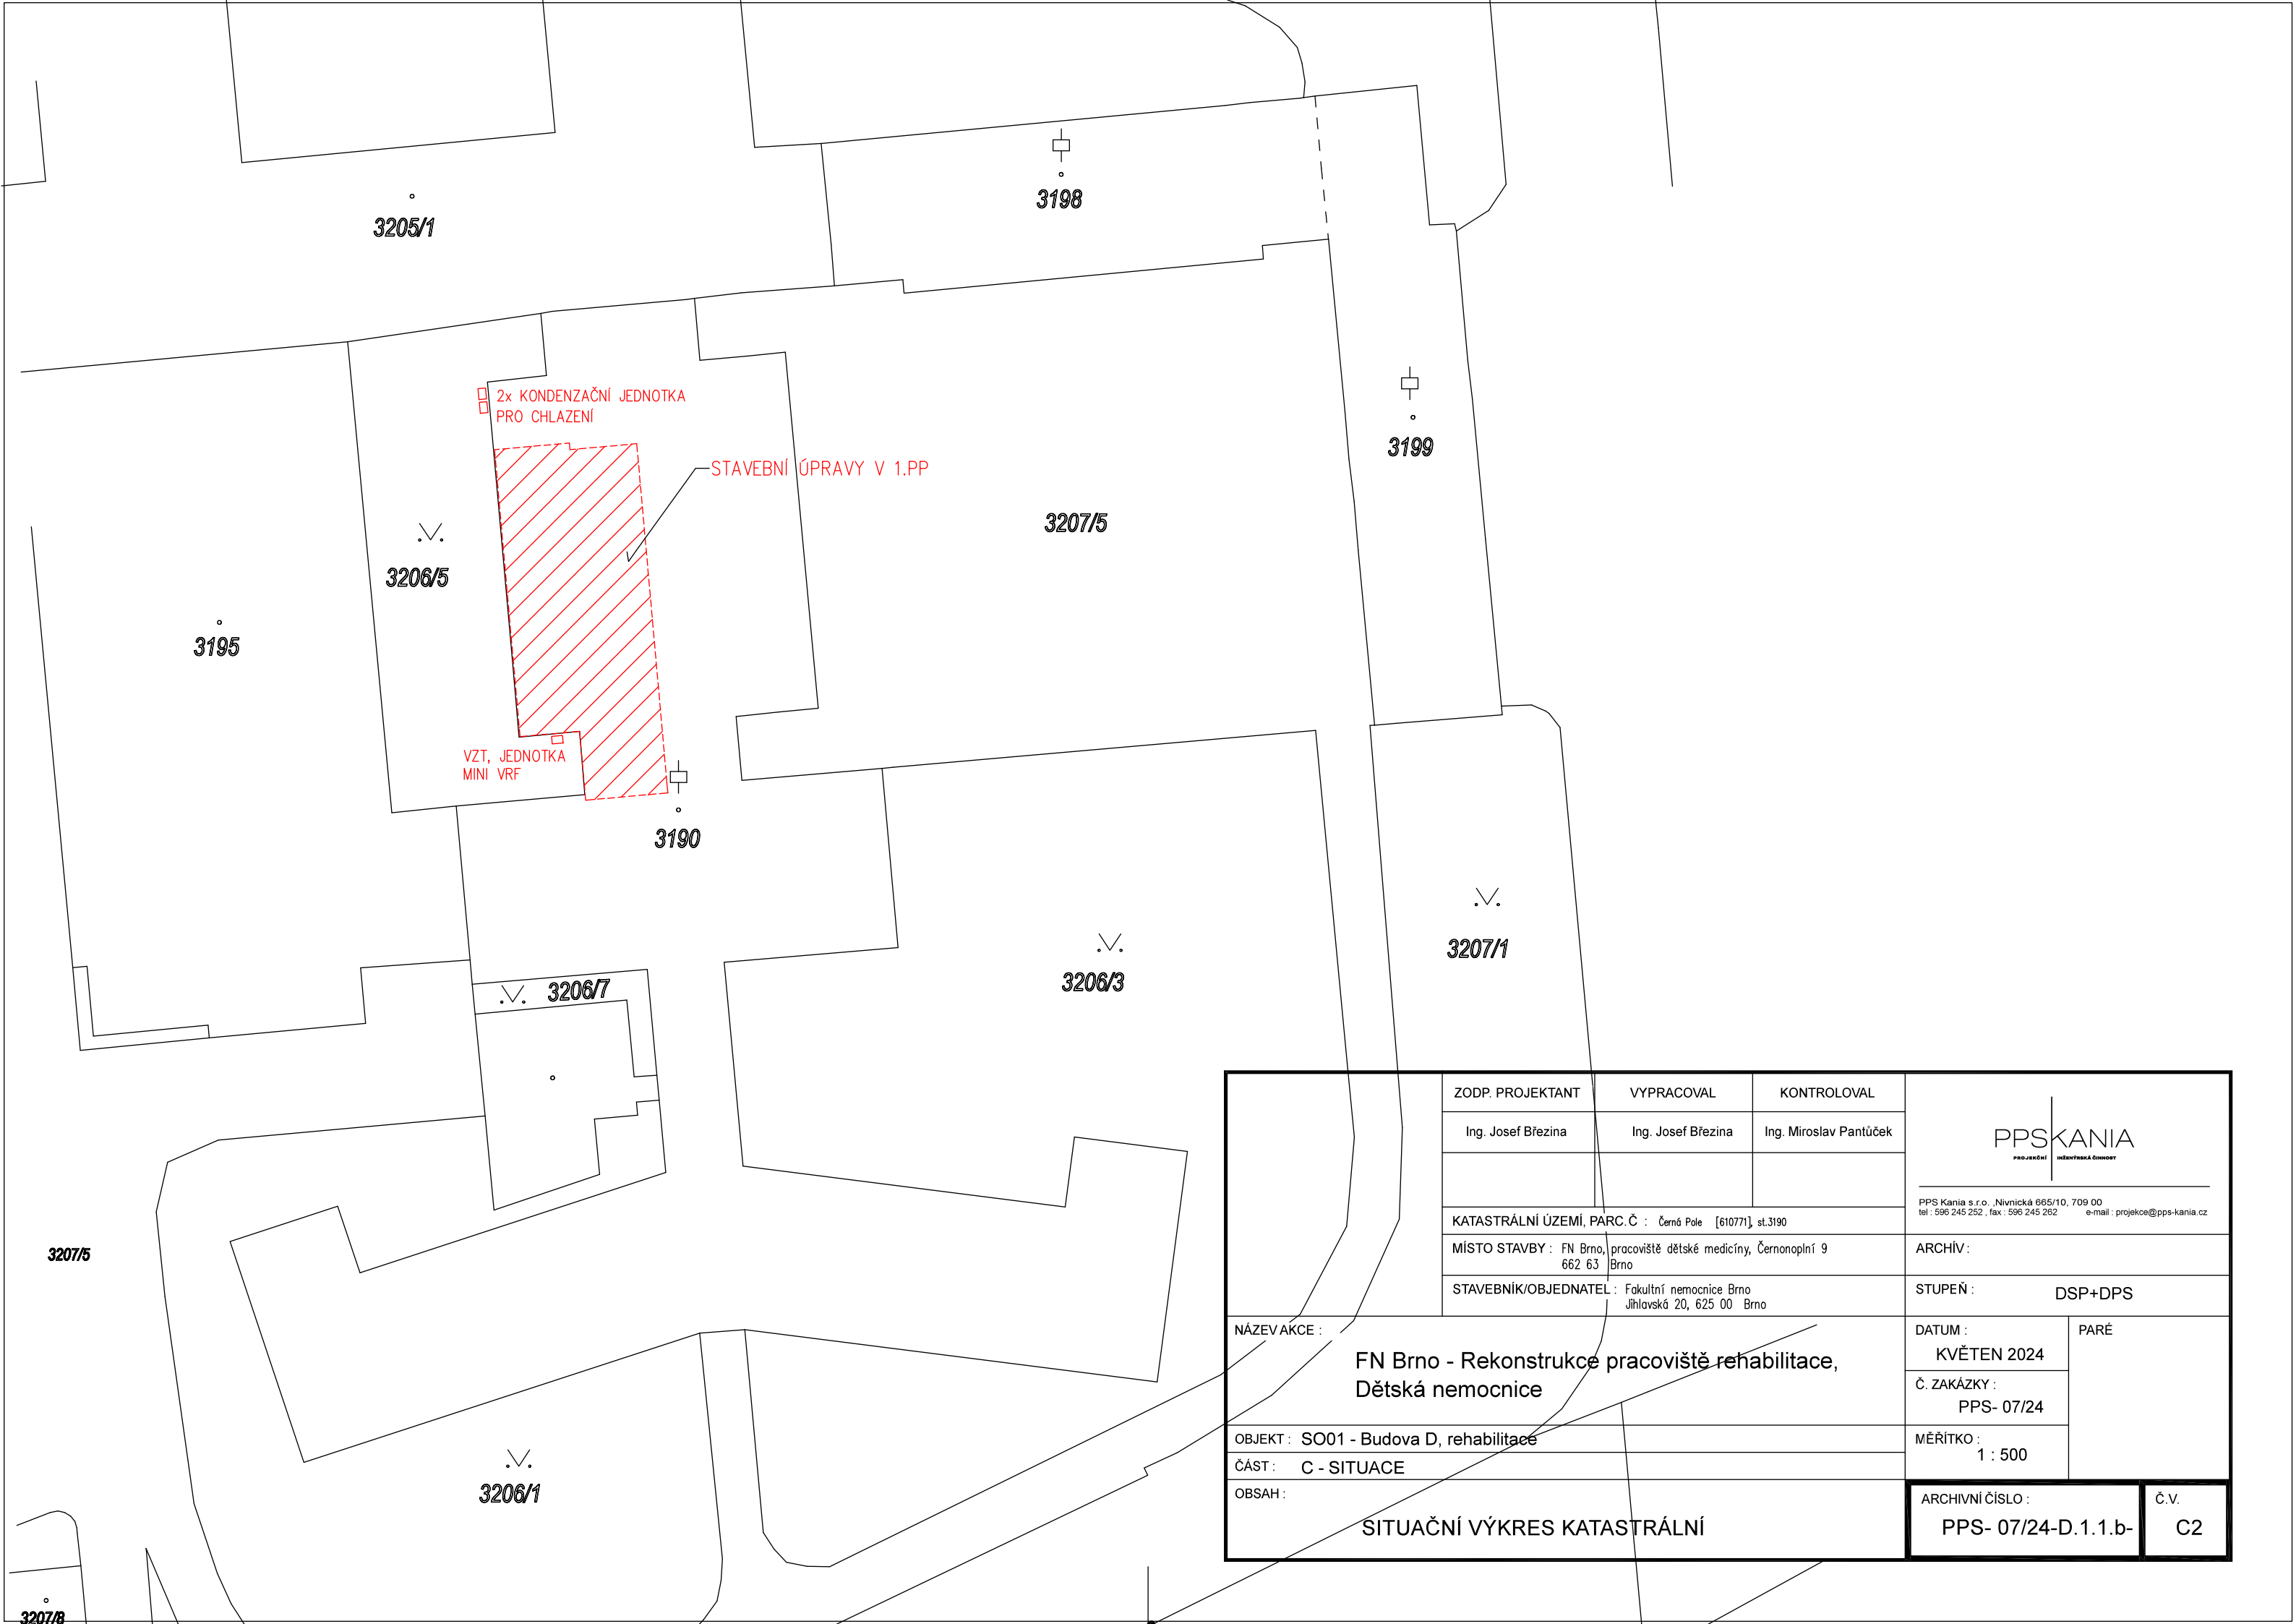 3198
3205/1
2x KONDENZAČNÍ JEDNOTKA
PRO CHLAZENÍ
STAVEBNÍ ÚPRAVY V 1.PP
3199
3207/5
3206/5
3195
VZT, JEDNOTKA
MINI VRF
3190
3207/1
3206/3
3206/7
3207/5
3206/1
3207/8
ZODP. PROJEKTANT
VYPRACOVAL
KONTROLOVAL
Ing. Josef Březina
Ing. Josef Březina
Ing. Miroslav Pantůček
PPS KANIA
PROJEKČNÍ INŽENÝRSKÁ ČINNOST
PPS Kania s.r.o. ,Nivnická 665/10, 709 00
tel : 596 245 252 , fax : 596 245 262 e-mail : projekce@pps-kania.cz
KATASTRÁLNÍ ÚZEMÍ, PARC.Č : Černá Pole [610771], st.3190
MÍSTO STAVBY : FN Brno, pracoviště dětské medicíny, Černonoplní 9
662 63 Brno
ARCHÍV :
STAVEBNÍK/OBJEDNATEL : Fakultní nemocnice Brno
Jihlavská 20, 625 00 Brno
STUPEŇ : DSP+DPS
NÁZEV AKCE :
FN Brno - Rekonstrukce pracoviště rehabilitace,
Dětská nemocnice
DATUM :
KVĚTEN 2024
PARÉ
Č. ZAKÁZKY :
PPS- 07/24
OBJEKT : SO01 - Budova D, rehabilitace
MĚŘÍTKO :
1 : 500
ČÁST : C - SITUACE
OBSAH :
SITUAČNÍ VÝKRES KATASTRÁLNÍ
ARCHIVNÍ ČÍSLO :
PPS- 07/24-D.1.1.b-
Č.V.
C2